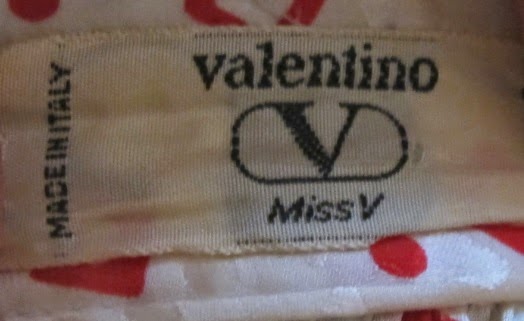 MADE IN ITALY
valentino
V
Miss V